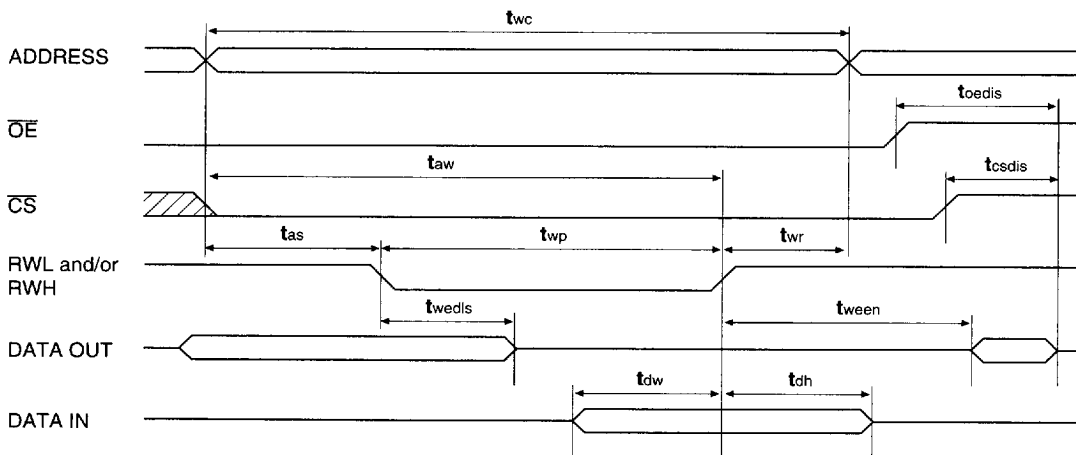 twc
ADDRESS
toedis
OE
taw
tcsdis
CS
tas
twp
twr
RWL and/or
RWH
twedls
tween
DATA OUT
tdw
tdh
DATA IN